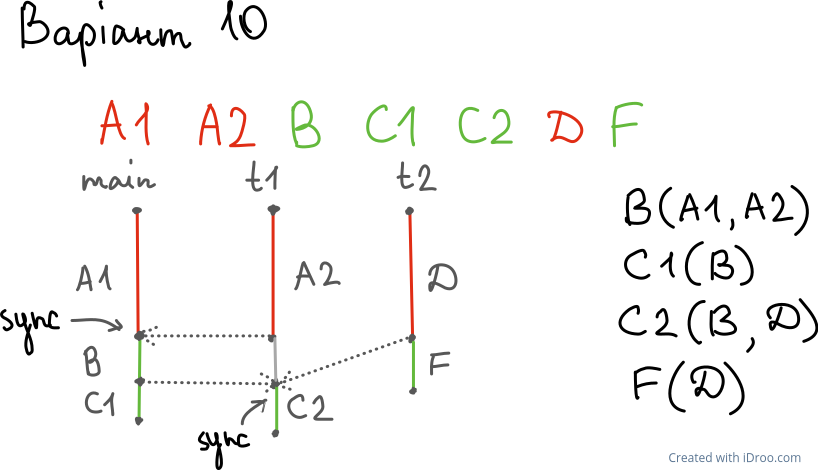 Варіант 10
A1 A2 B C1 C2 D F
main t1 t2
B(A1, A2)
C1(B)
A1 A2 D
C2(B, D)
sync
B F
F(D)
C1 C2
sync
Created with iDroo.com